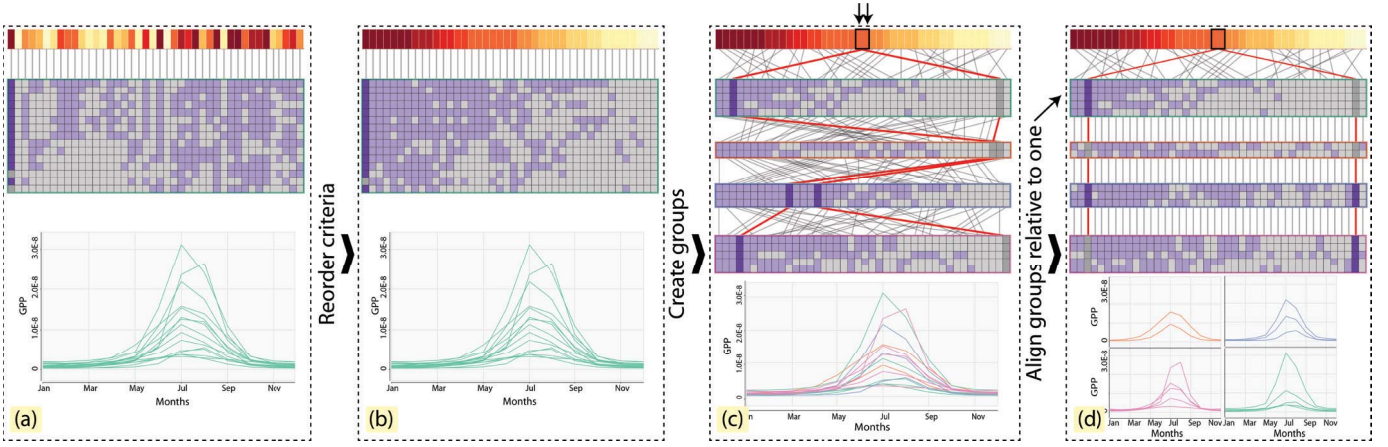 3.0E-8
2.0E-8
1.0E-8
0
GPP
Jan Mar May Jul Sep Nov
Months
(a)
Reorder criteria
3.0E-8
2.0E-8
1.0E-8
0
GPP
Jan Mar May Jul Sep Nov
Months
(b)
Create groups
3.0E-8
2.0E-8
1.0E-8
0
GPP
Jan Mar May Jul Sep Nov
Months
(c)
Align groups relative to one
3.0E-8
0
GPP
3.0E-8
0
GPP
Jan Mar May Jul Sep Nov
Jan Mar May Jul Sep Nov
Months
(d)